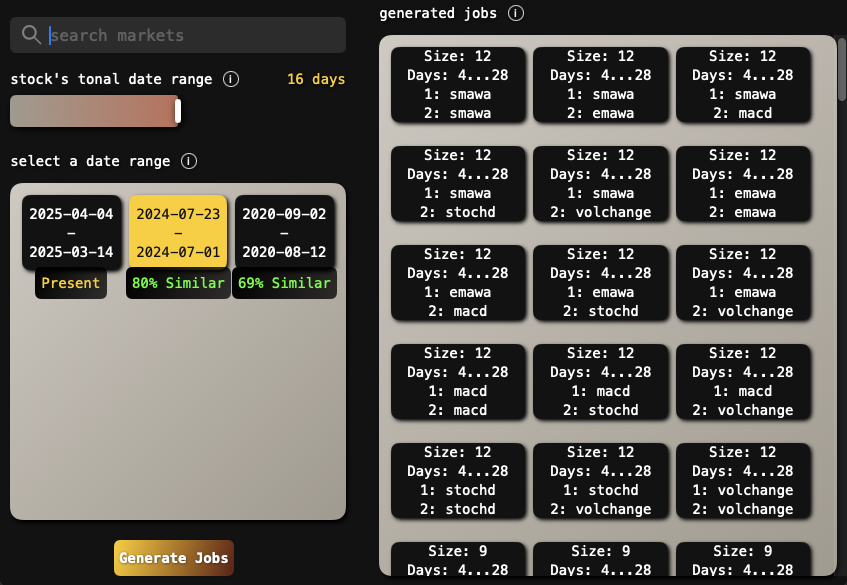 search markets
stock's tonal date range
16 days
select a date range
2025-04-04
–
2025-03-14
Present
2024-07-23
–
2024-07-01
80% Similar
2020-09-02
–
2020-08-12
69% Similar
Generate Jobs
generated jobs
Size: 12
Days: 4...28
1: smawa
2: smawa
Size: 12
Days: 4...28
1: smawa
2: emawa
Size: 12
Days: 4...28
1: smawa
2: macd
Size: 12
Days: 4...28
1: smawa
2: stochd
Size: 12
Days: 4...28
1: smawa
2: volchange
Size: 12
Days: 4...28
1: emawa
2: emawa
Size: 12
Days: 4...28
1: emawa
2: macd
Size: 12
Days: 4...28
1: emawa
2: stochd
Size: 12
Days: 4...28
1: emawa
2: volchange
Size: 12
Days: 4...28
1: macd
2: macd
Size: 12
Days: 4...28
1: macd
2: stochd
Size: 12
Days: 4...28
1: macd
2: volchange
Size: 12
Days: 4...28
1: stochd
2: stochd
Size: 12
Days: 4...28
1: stochd
2: volchange
Size: 12
Days: 4...28
1: volchange
2: volchange
Size: 9
Days: 4...28
Size: 9
Days: 4...28
Size: 9
Days: 4...28